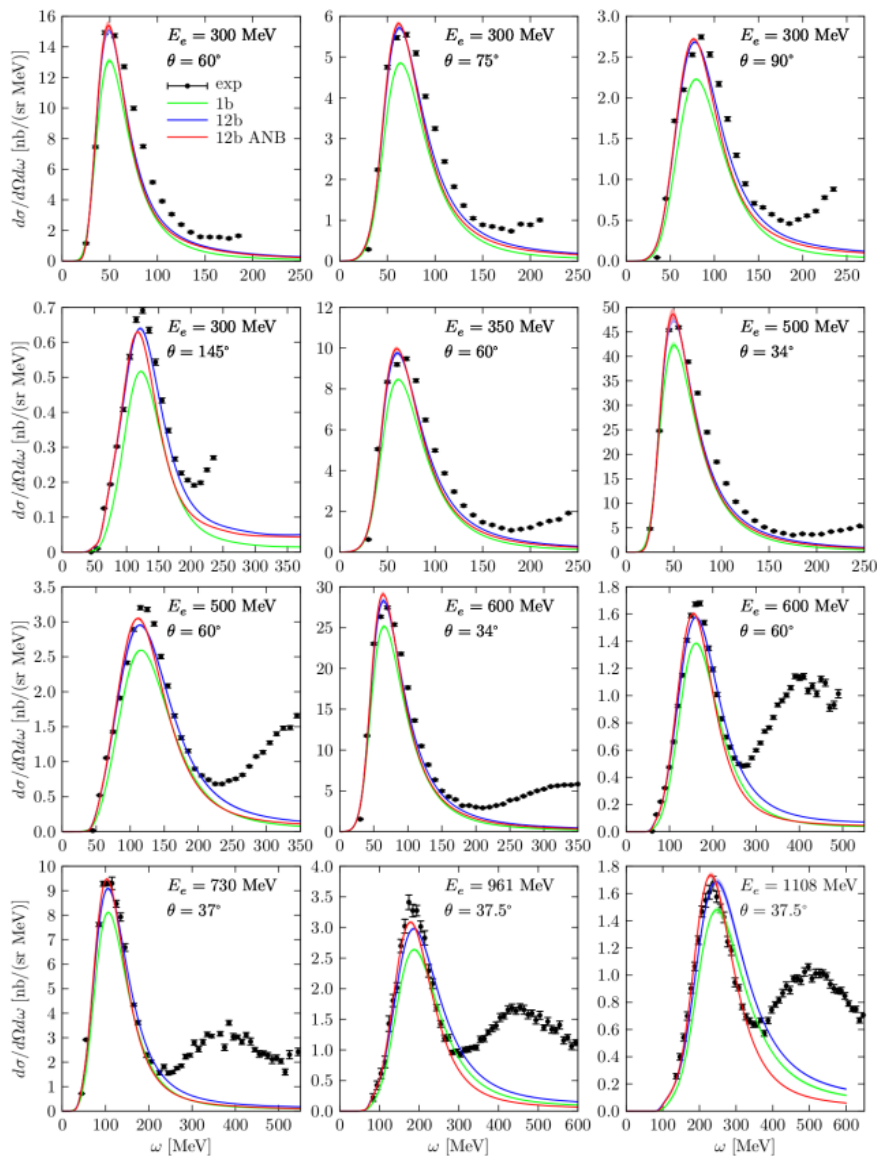 E_e = 300 MeV
θ = 60°
exp
1b
12b
12b ANB
dσ/dΩdω [nb/(sr MeV)]
16
14
12
10
8
6
4
2
0
0 50 100 150 200 250
E_e = 300 MeV
θ = 75°
6
5
4
3
2
1
0
0 50 100 150 200 250
E_e = 300 MeV
θ = 90°
3.0
2.5
2.0
1.5
1.0
0.5
0.0
0 50 100 150 200 250
E_e = 300 MeV
θ = 145°
dσ/dΩdω [nb/(sr MeV)]
0.7
0.6
0.5
0.4
0.3
0.2
0.1
0
0 50 100 150 200 250 300 350
E_e = 350 MeV
θ = 60°
12
10
8
6
4
2
0
0 50 100 150 200 250
E_e = 500 MeV
θ = 34°
50
45
40
35
30
25
20
15
10
5
0
0 50 100 150 200 250
E_e = 500 MeV
θ = 60°
dσ/dΩdω [nb/(sr MeV)]
3.5
3.0
2.5
2.0
1.5
1.0
0.5
0.0
0 50 100 150 200 250 300 350
E_e = 600 MeV
θ = 34°
30
25
20
15
10
5
0
0 50 100 150 200 250 300 350
E_e = 600 MeV
θ = 60°
1.8
1.6
1.4
1.2
1.0
0.8
0.6
0.4
0.2
0.0
0 100 200 300 400 500
E_e = 730 MeV
θ = 37°
dσ/dΩdω [nb/(sr MeV)]
10
9
8
7
6
5
4
3
2
1
0
0 100 200 300 400 500
ω [MeV]
E_e = 961 MeV
θ = 37.5°
4.0
3.5
3.0
2.5
2.0
1.5
1.0
0.5
0.0
0 100 200 300 400 500 600
ω [MeV]
E_e = 1108 MeV
θ = 37.5°
1.8
1.6
1.4
1.2
1.0
0.8
0.6
0.4
0.2
0.0
0 100 200 300 400 500 600
ω [MeV]